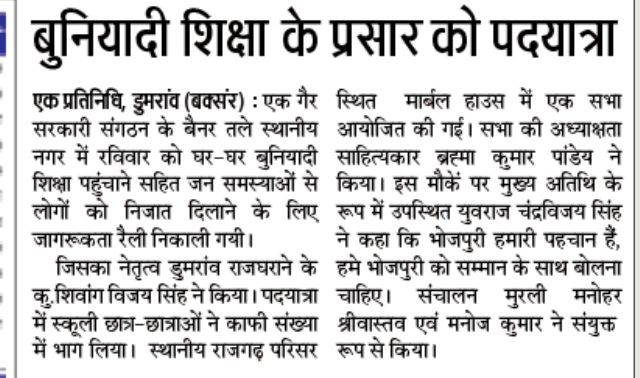 बुनियादी शिक्षा के प्रसार को पदयात्रा
एक प्रतिनिधि, डुमरांव (बक्सर) : एक गैर
सरकारी संगठन के बैनर तले स्थानीय
नगर में रविवार को घर-घर बुनियादी
शिक्षा पहुंचाने सहित जन समस्याओं से
लोगों को निजात दिलाने के लिए
जागरूकता रैली निकाली गयी।
जिसका नेतृत्व डुमरांव राजघराने के
कु.शिवांग विजय सिंह ने किया। पदयात्रा
में स्कूली छात्र-छात्राओं ने काफी संख्या
में भाग लिया। स्थानीय राजगढ़ परिसर
स्थित मार्बल हाउस में एक सभा
आयोजित की गई। सभा की अध्यक्षता
साहित्यकार ब्रह्मा कुमार पांडेय ने
किया। इस मौकें पर मुख्य अतिथि के
रूप में उपस्थित युवराज चंद्रविजय सिंह
ने कहा कि भोजपुरी हमारी पहचान हैं,
हमे भोजपुरी को सम्मान के साथ बोलना
चाहिए। संचालन मुरली मनोहर
श्रीवास्तव एवं मनोज कुमार ने संयुक्त
रूप से किया।